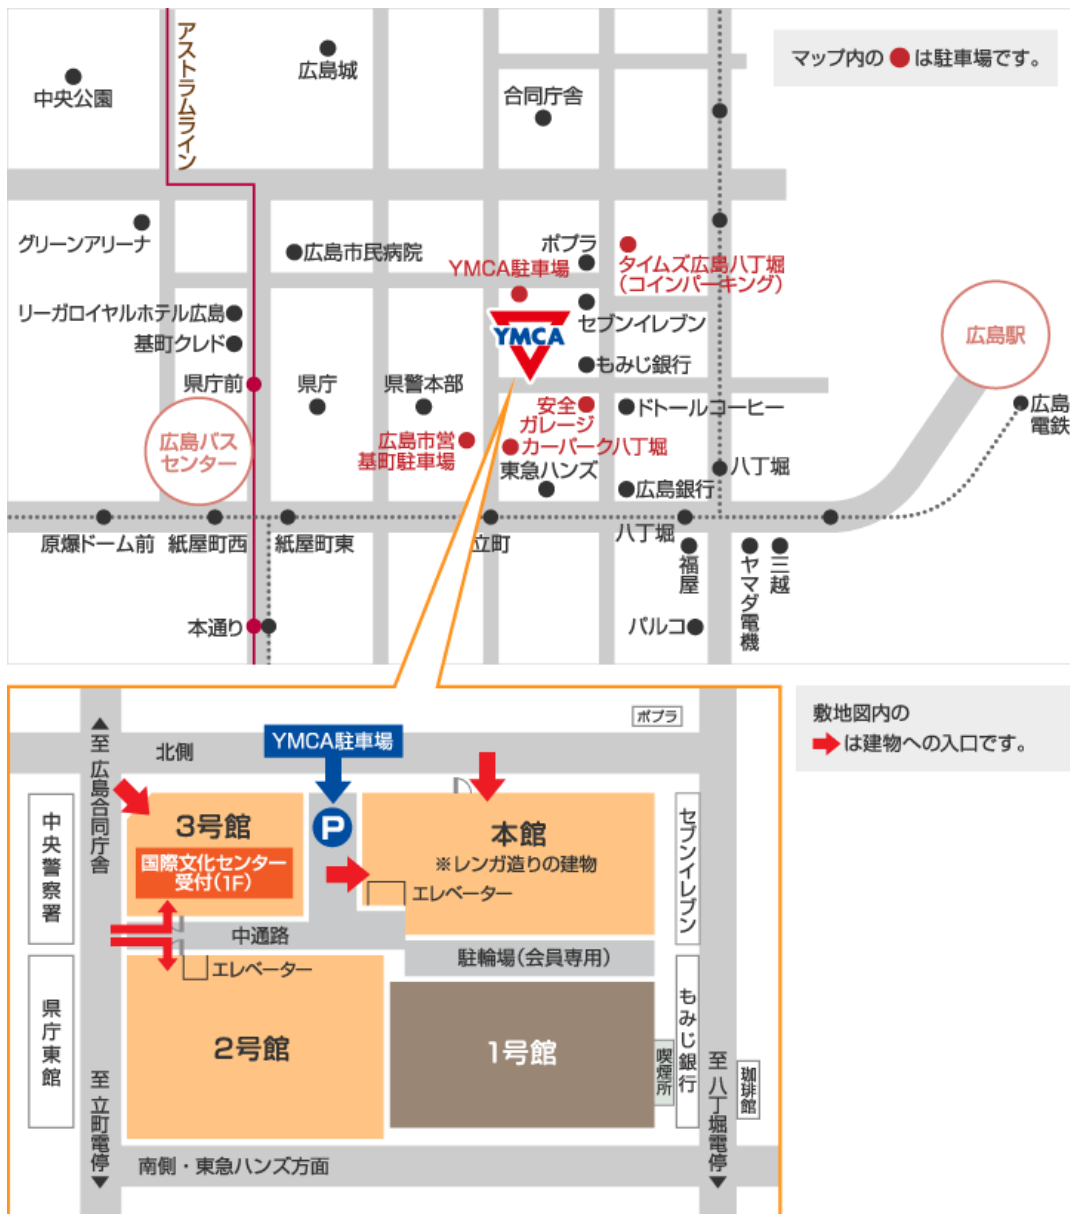 アストラムライン
広島城
中央公園
合同庁舎
マップ内の●は駐車場です。
グリーンアリーナ
広島市民病院
ポプラ
YMCA駐車場
タイムズ広島八丁堀
(コインパーキング)
リーガロイヤルホテル広島
基町クレド
セブンイレブン
YMCA
もみじ銀行
広島駅
県庁前
県庁
県警本部
安全
ガレージ
ドトールコーヒー
広島
電鉄
広島バス
センター
広島市営
基町駐車場
カーパーク八丁堀
東急ハンズ
広島銀行
八丁堀
原爆ドーム前
紙屋町西
紙屋町東
立町
八丁堀
福屋
ヤマダ電機
三越
本通り
パルコ
ポプラ
敷地図内の
➡は建物への入口です。
▲至 広島合同庁舎
北側
YMCA駐車場
中央警察署
3号館
国際文化センター
受付(1F)
P
本館
※レンガ造りの建物
エレベーター
セブンイレブン
中通路
駐輪場(会員専用)
エレベーター
県庁東館
2号館
1号館
喫煙所
もみじ銀行
珈琲館
至 立町電停▼
至 八丁堀電停▼
南側・東急ハンズ方面